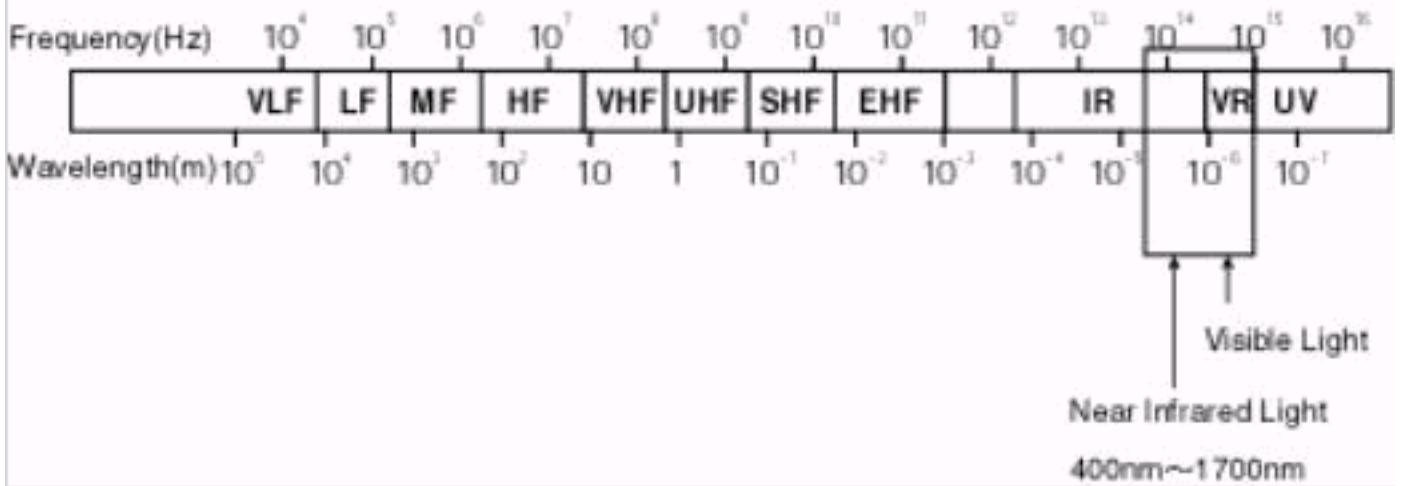 Frequency(Hz) 10⁴ 10⁵ 10⁶ 10⁷ 10⁸ 10⁹ 10¹⁰ 10¹¹ 10¹² 10¹³ 10¹⁴ 10¹⁵ 10¹⁶
VLF LF MF HF VHF UHF SHF EHF IR VR UV
Wavelength(m) 10⁵ 10⁴ 10³ 10² 10 1 10⁻¹ 10⁻² 10⁻³ 10⁻⁴ 10⁻⁵ 10⁻⁶ 10⁻⁷
Visible Light
Near Infrared Light
400nm～1700nm